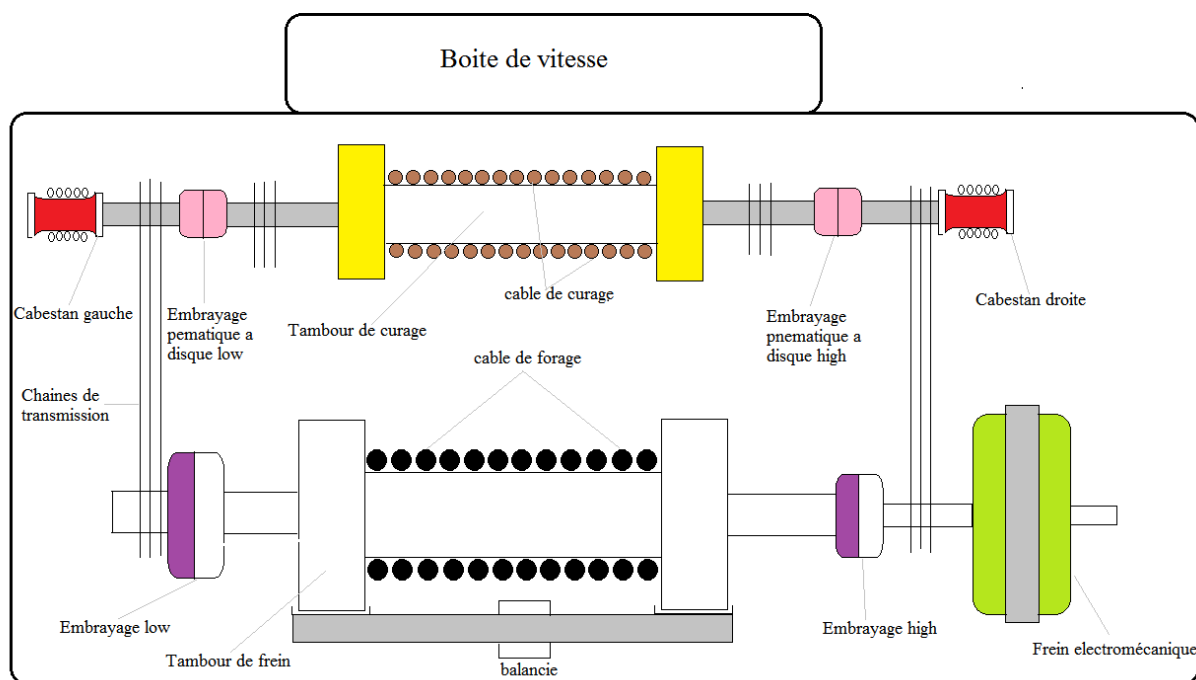 Boite de vitesse
Cabestan gauche
Embrayage
pematique a
disque low
Tambour de curage
cable de curage
Embrayage
pnematique a
disque high
Cabestan droite
cable de forage
Chaines de
transmission
Embrayage low
Tambour de frein
balancie
Embrayage high
Frein electromécanique